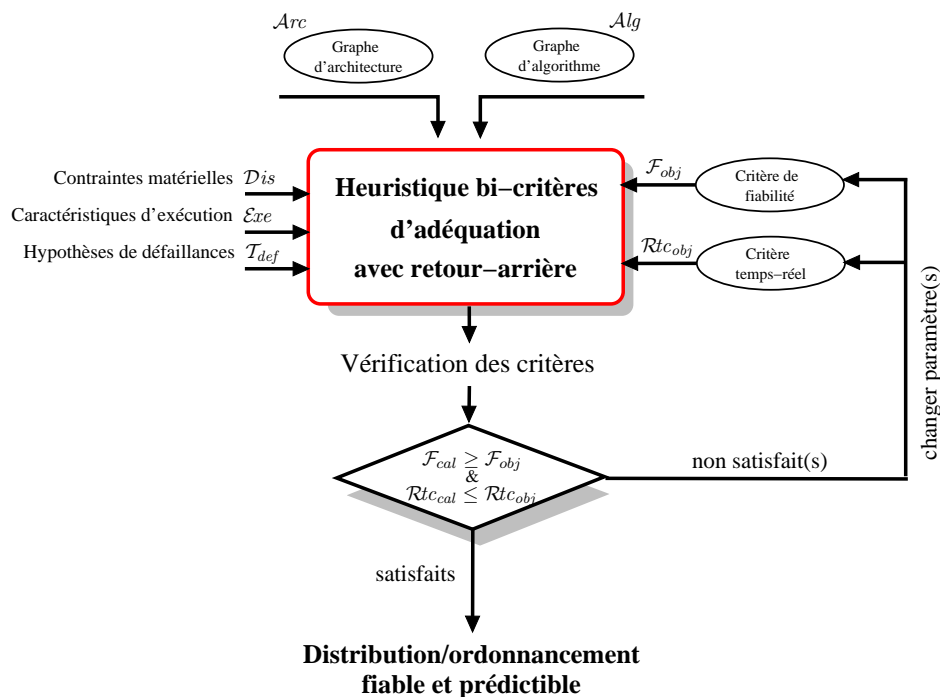 𝒜rc
𝒜lg
Graphe
d'architecture
Graphe
d'algorithme
Contraintes matérielles 𝒟is
Caractéristiques d'exécution ℰxe
Hypothèses de défaillances 𝒯def
Heuristique bi−critères
d'adéquation
avec retour−arrière
ℱobj
Critère de
fiabilité
ℛtcobj
Critère
temps−réel
changer paramètre(s)
Vérification des critères
ℱcal ≥ ℱobj
&
ℛtccal ≤ ℛtcobj
non satisfait(s)
satisfaits
Distribution/ordonnancement
fiable et prédictible